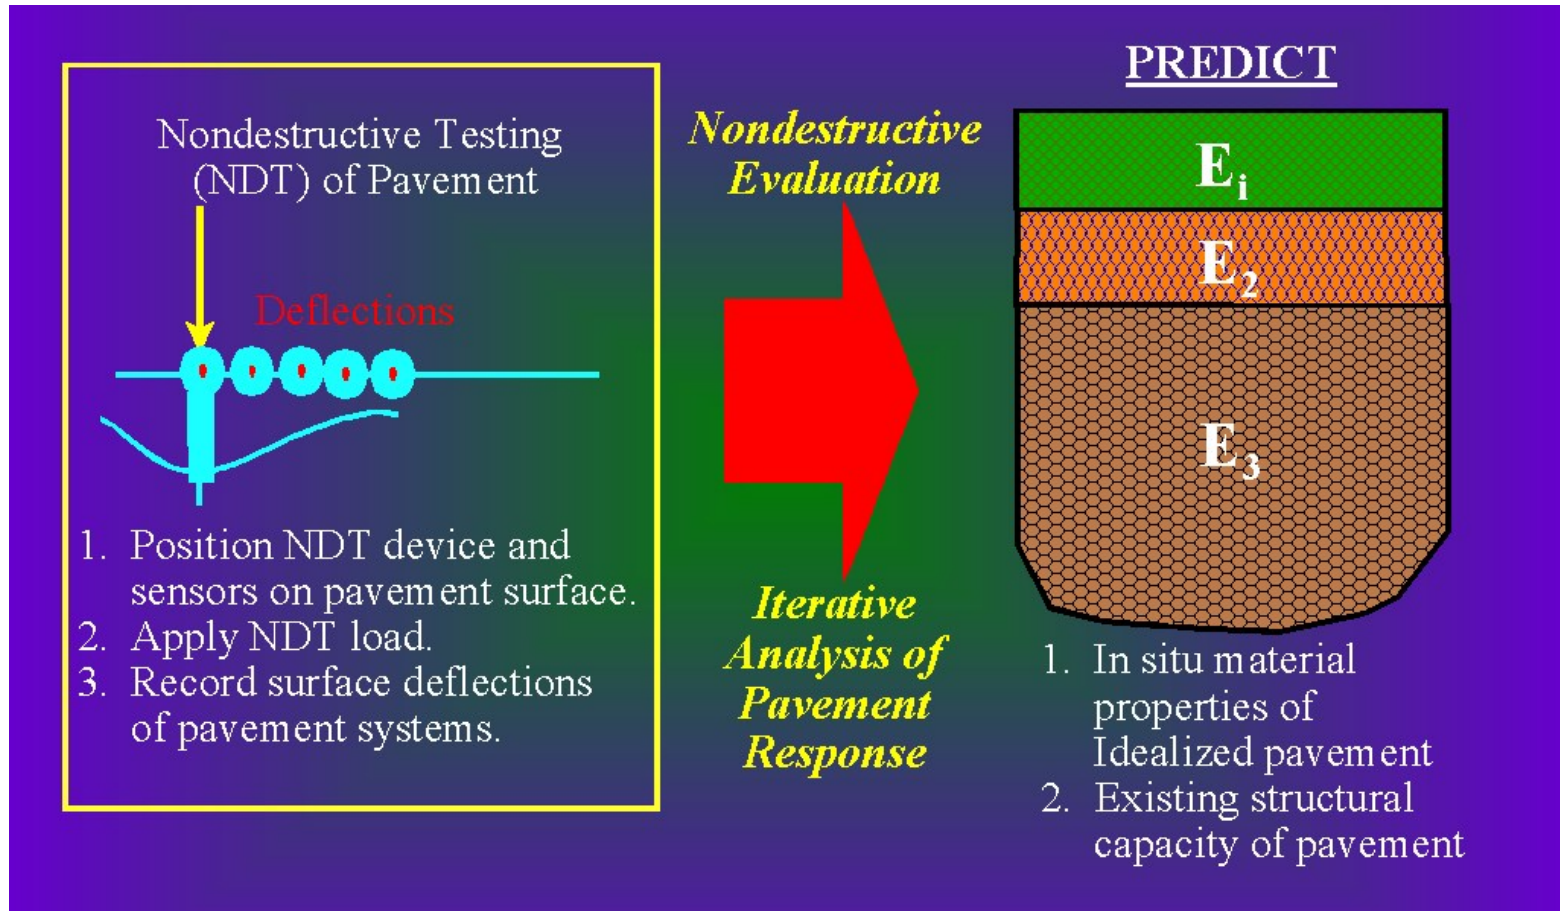 Nondestructive Testing
(NDT) of Pavement
Deflections
1. Position NDT device and
sensors on pavement surface.
2. Apply NDT load.
3. Record surface deflections
of pavement systems.
Nondestructive
Evaluation
Iterative
Analysis of
Pavement
Response
PREDICT
Ei
E2
E3
1. In situ material
properties of
Idealized pavement
2. Existing structural
capacity of pavement